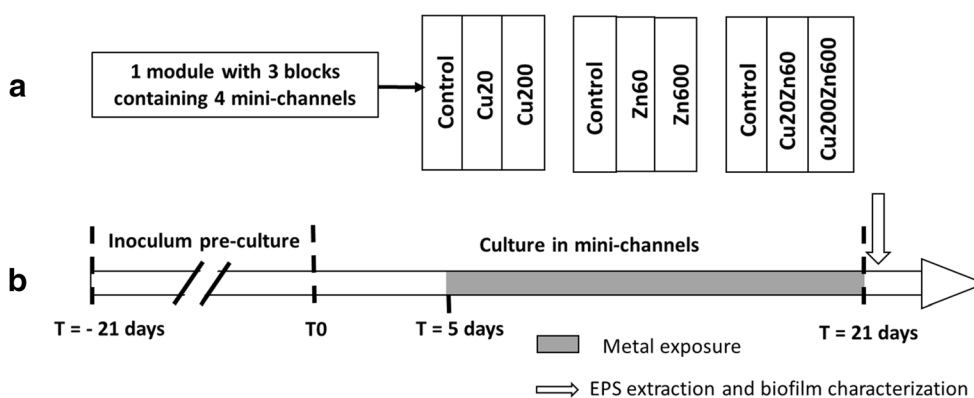 a
1 module with 3 blocks
containing 4 mini-channels
Control
Cu20
Cu200
Control
Zn60
Zn600
Control
Cu20Zn60
Cu200Zn600
b
Inoculum pre-culture
Culture in mini-channels
T = - 21 days
T0
T = 5 days
T = 21 days
Metal exposure
EPS extraction and biofilm characterization